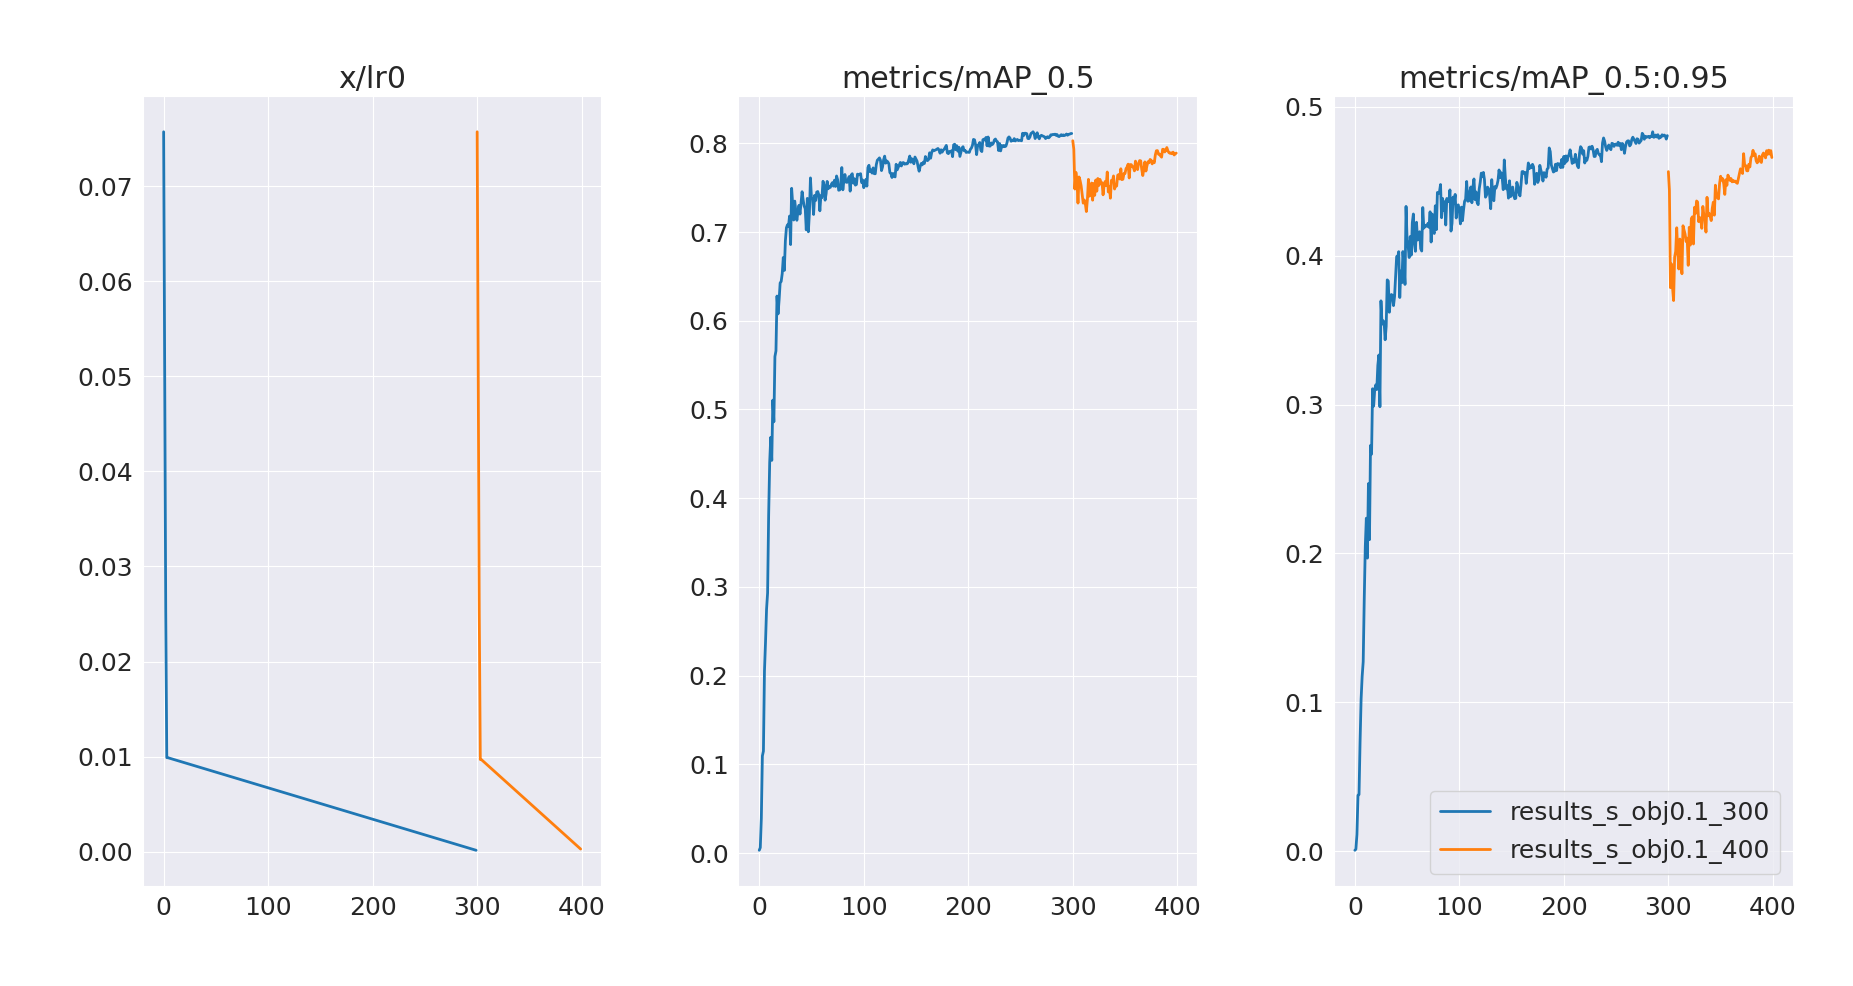 x/lr0
0.07
0.06
0.05
0.04
0.03
0.02
0.01
0.00
0 100 200 300 400
metrics/mAP_0.5
0.8
0.7
0.6
0.5
0.4
0.3
0.2
0.1
0.0
0 100 200 300 400
metrics/mAP_0.5:0.95
0.5
0.4
0.3
0.2
0.1
0.0
0 100 200 300 400
results_s_obj0.1_300
results_s_obj0.1_400